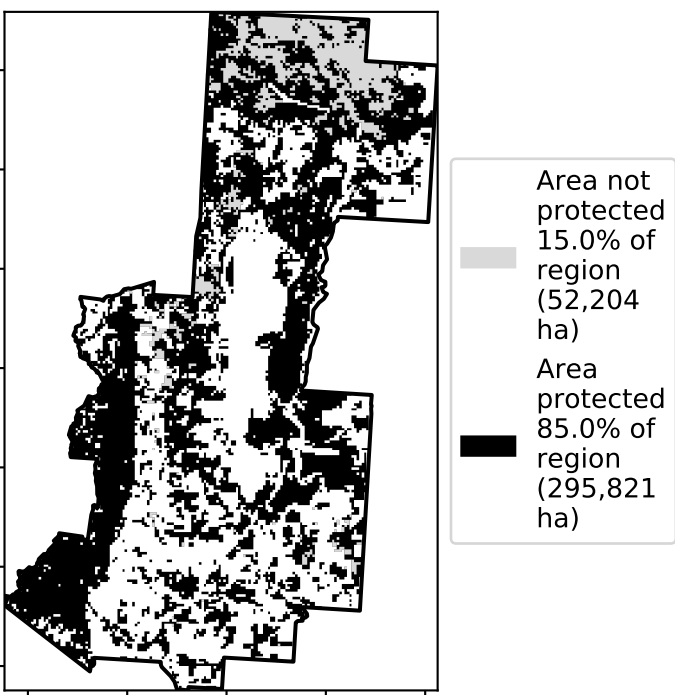 Area not
protected
15.0% of
region
(52,204
ha)
Area
protected
85.0% of
region
(295,821
ha)